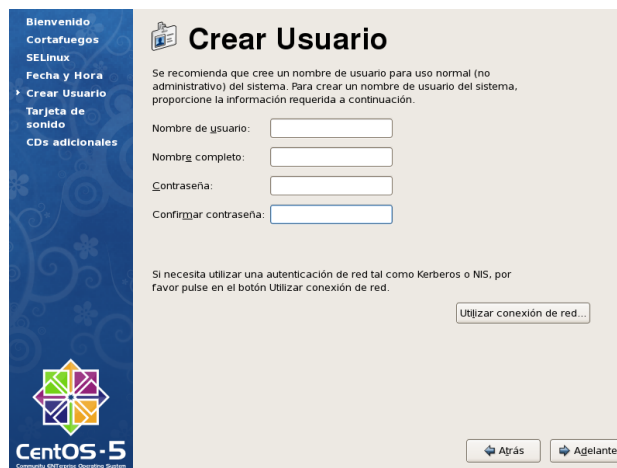 Bienvenido
Cortafuegos
SELinux
Fecha y Hora
Crear Usuario
Tarjeta de
sonido
CDs adicionales
Crear Usuario
Se recomienda que cree un nombre de usuario para uso normal (no
administrativo) del sistema. Para crear un nombre de usuario del sistema,
proporcione la información requerida a continuación.
Nombre de usuario:
Nombre completo:
Contraseña:
Confirmar contraseña:
Si necesita utilizar una autenticación de red tal como Kerberos o NIS, por
favor pulse en el botón Utilizar conexión de red.
Utilizar conexión de red...
CentOS-5
Community ENTerprise Operating System
Atrás
Adelante